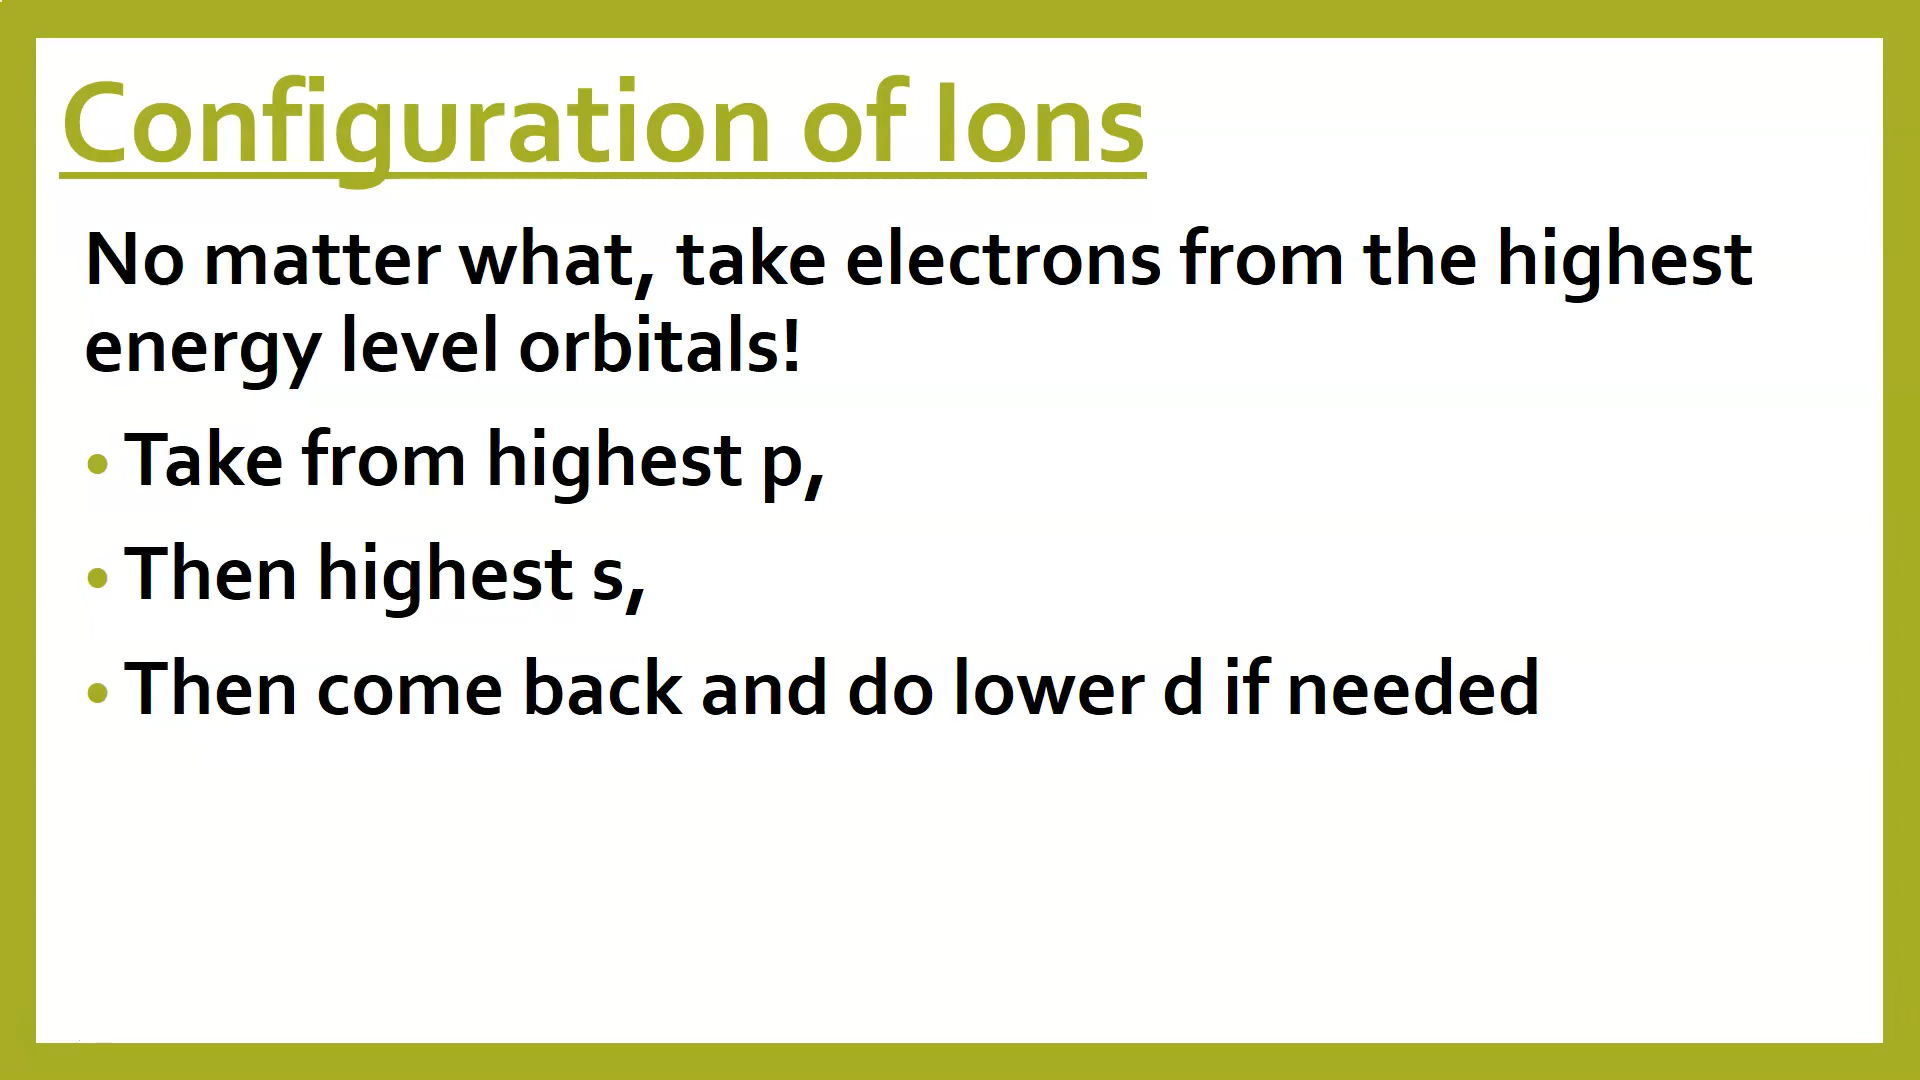 Configuration of Ions
No matter what, take electrons from the highest
energy level orbitals!
• Take from highest p,
• Then highest s,
• Then come back and do lower d if needed